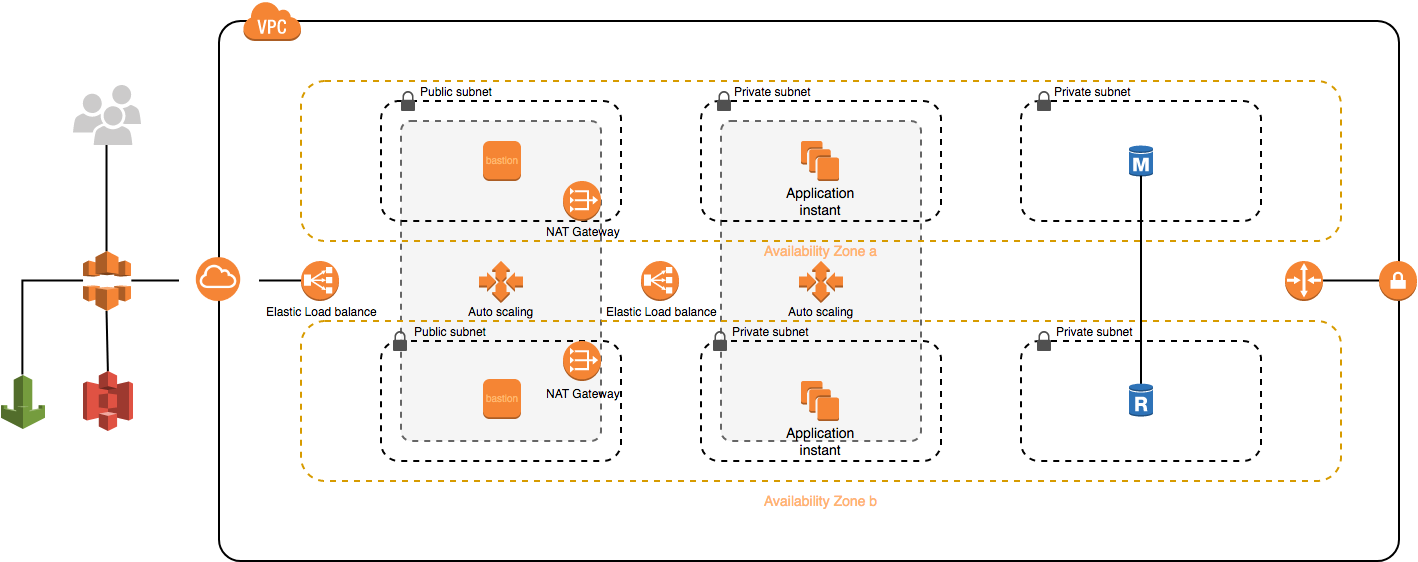 VPC
Public subnet
Private subnet
Private subnet
bastion
M
Application
instant
NAT Gateway
Availability Zone a
Elastic Load balance
Auto scaling
Elastic Load balance
Auto scaling
Public subnet
Private subnet
Private subnet
NAT Gateway
bastion
R
Application
instant
Availability Zone b